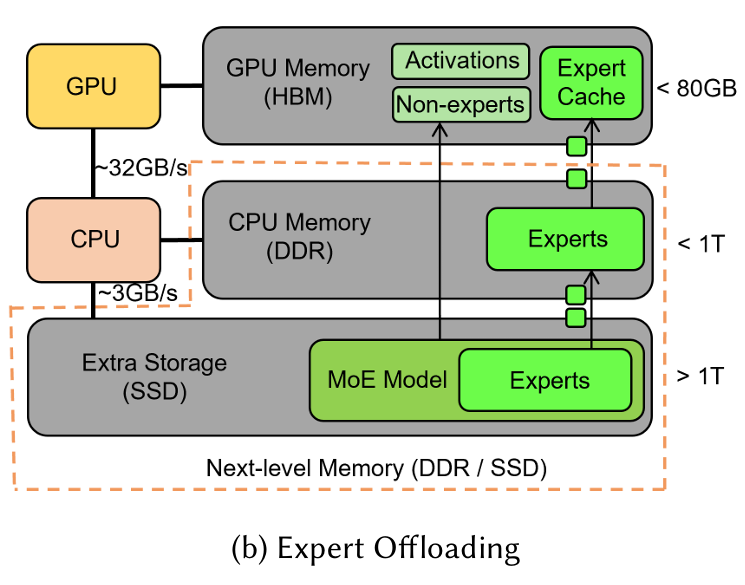 GPU
GPU Memory
(HBM)
Activations
Non-experts
Expert
Cache
< 80GB
~32GB/s
CPU
CPU Memory
(DDR)
Experts
< 1T
~3GB/s
Extra Storage
(SSD)
MoE Model
Experts
> 1T
Next-level Memory (DDR / SSD)
(b) Expert Offloading